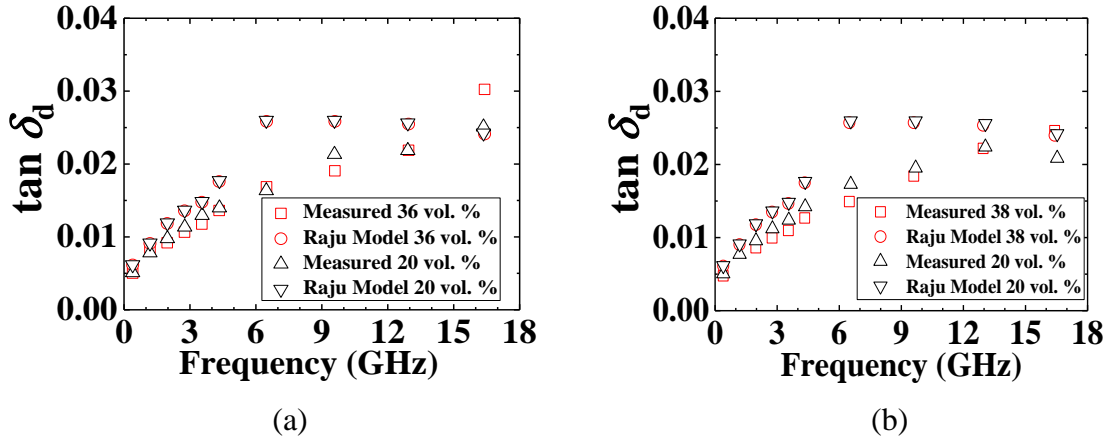 0.04
0.03
0.02
0.01
0.00
tan δd
Measured 36 vol. %
Raju Model 36 vol. %
Measured 20 vol. %
Raju Model 20 vol. %
0 3 6 9 12 15 18
Frequency (GHz)
(a)
0.04
0.03
0.02
0.01
0.00
tan δd
Measured 38 vol. %
Raju Model 38 vol. %
Measured 20 vol. %
Raju Model 20 vol. %
0 3 6 9 12 15 18
Frequency (GHz)
(b)